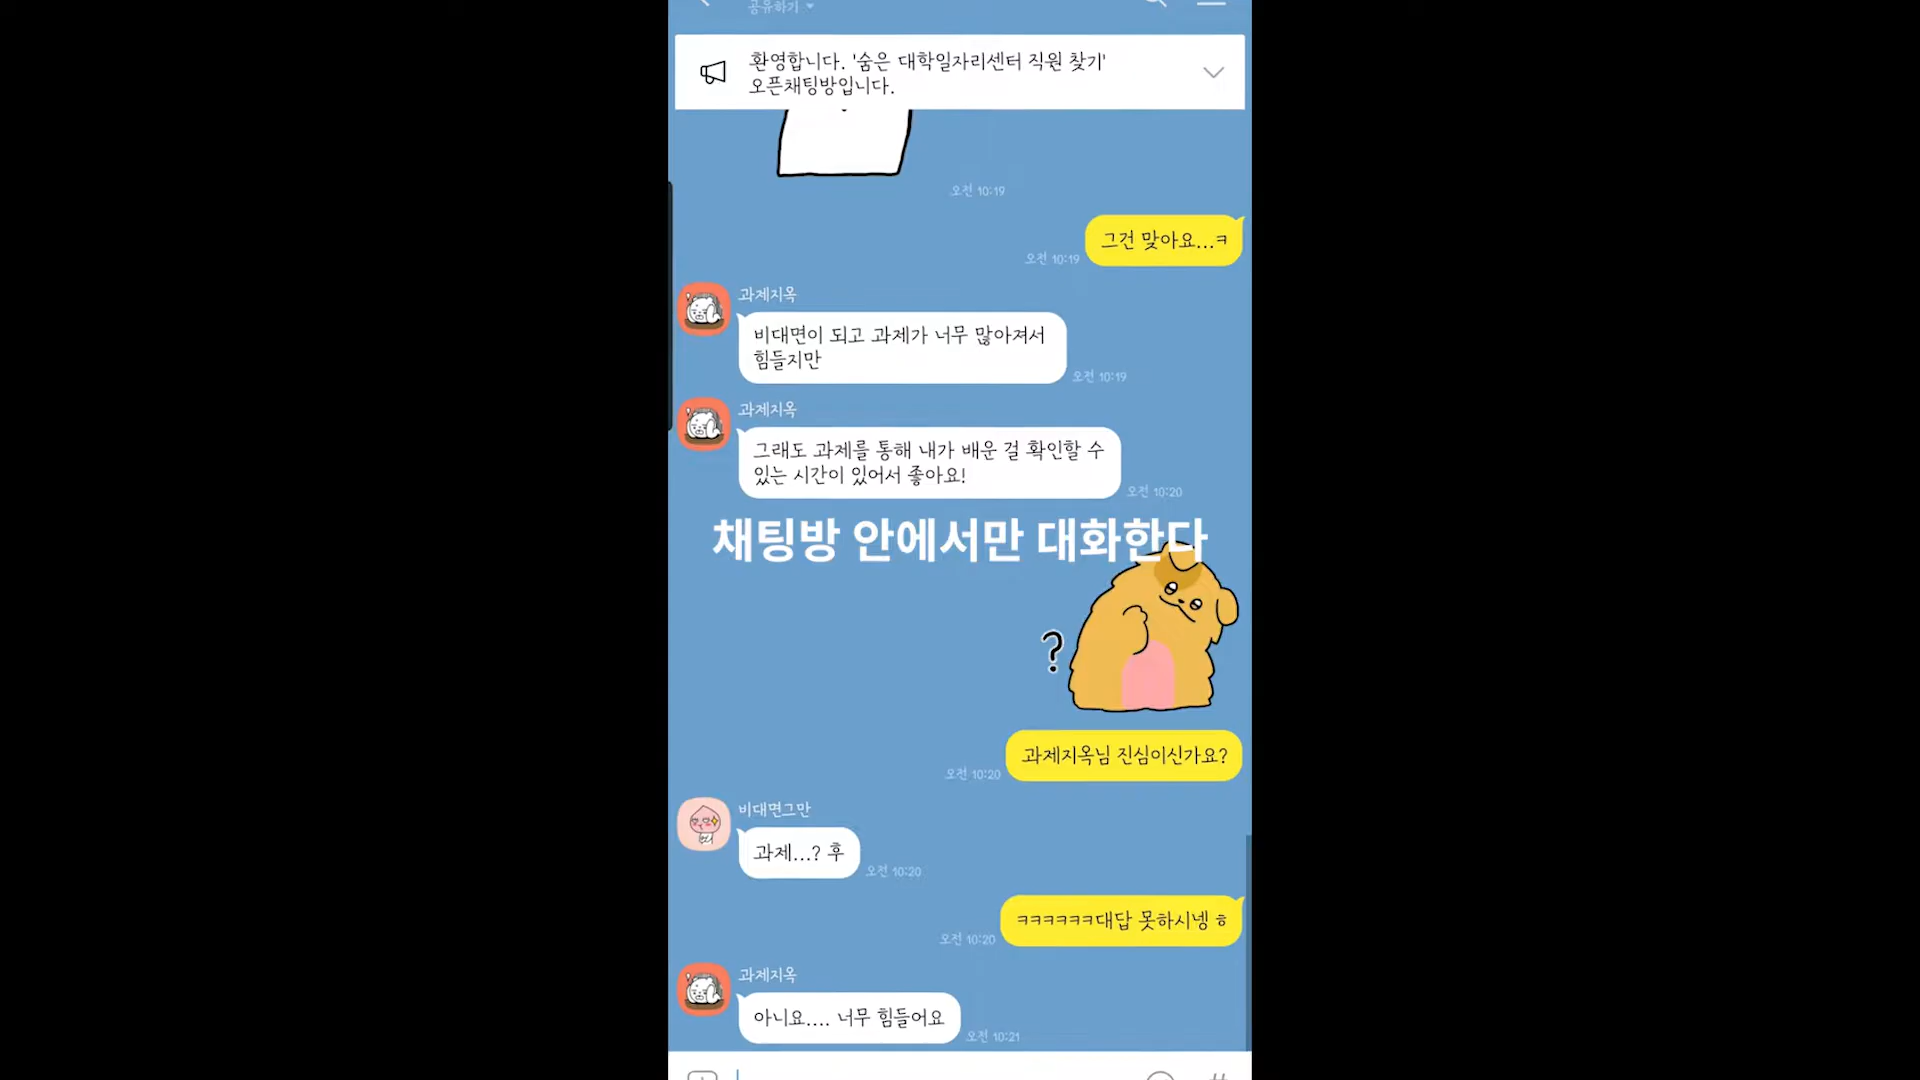 공유하기
환영합니다. '숨은 대학일자리센터 직원 찾기'
오픈채팅방입니다.
오전 10:19
그건 맞아요...ㅋ
오전 10:19
과제지옥
비대면이 되고 과제가 너무 많아져서
힘들지만
오전 10:19
과제지옥
그래도 과제를 통해 내가 배운 걸 확인할 수
있는 시간이 있어서 좋아요!
오전 10:20
채팅방 안에서만 대화한다
?
과제지옥님 진심이신가요?
오전 10:20
비대면그만
과제...? 후
오전 10:20
ㅋㅋㅋㅋㅋㅋ대답 못하시넹 ㅎ
오전 10:20
과제지옥
아니요.... 너무 힘들어요
오전 10:21